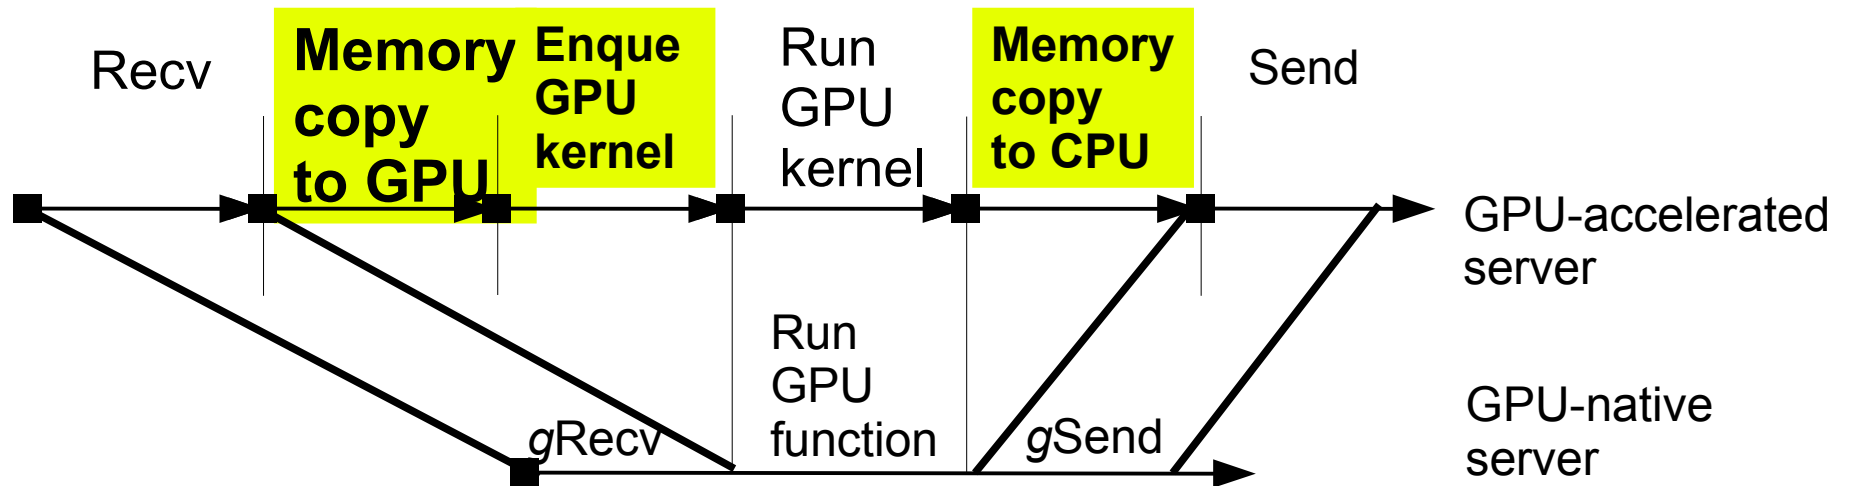 Recv
Memory
copy
to GPU
Enque
GPU
kernel
Run
GPU
kernel
Memory
copy
to CPU
Send
GPU-accelerated
server
gRecv
Run
GPU
function
gSend
GPU-native
server